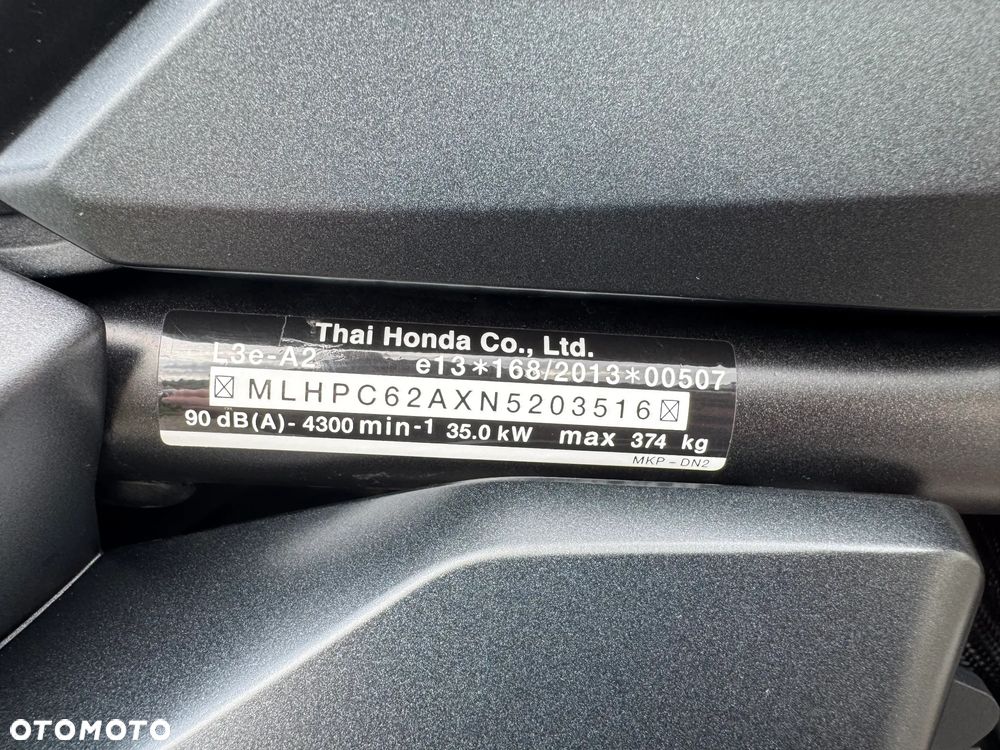 Thai Honda Co., Ltd.
L3e-A2 e13*168/2013*00507
MLHPC62AXN5203516
90 dB(A)- 4300 min-1 35.0 kW max 374 kg
MKP-DN2
OTOMOTO